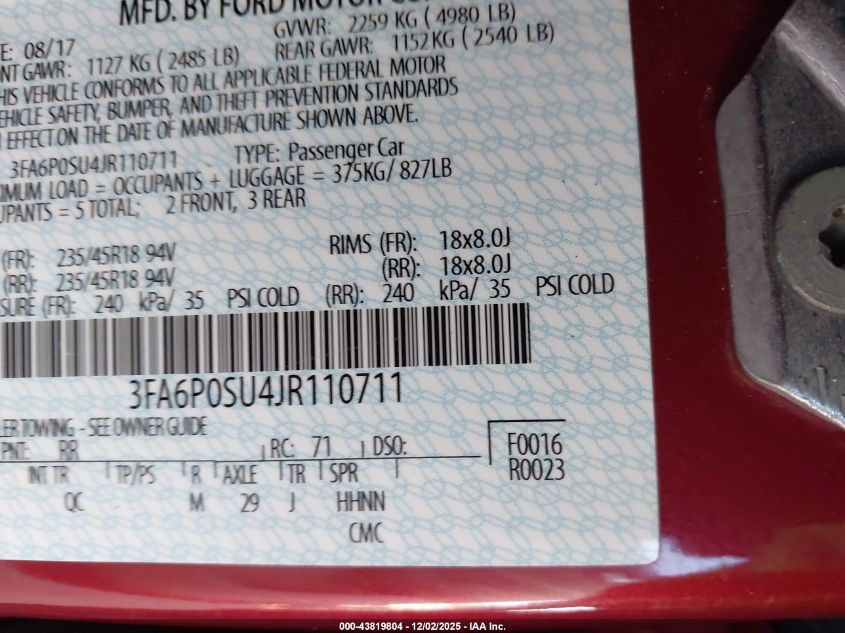 MFD. BY FORD MOTOR CO
GVWR: 2259 KG ( 4980 LB)
E: 08/17
NT GAWR: 1127 KG ( 2485 LB) REAR GAWR: 1152KG ( 2540 LB)
HIS VEHICLE CONFORMS TO ALL APPLICABLE FEDERAL MOTOR
EHICLE SAFETY, BUMPER, AND THEFT PREVENTION STANDARDS
N EFFECT ON THE DATE OF MANUFACTURE SHOWN ABOVE.
3FA6P0SU4JR110711 TYPE: Passenger Car
IMUM LOAD = OCCUPANTS + LUGGAGE = 375KG/ 827LB
UPANTS = 5 TOTAL; 2 FRONT, 3 REAR
(FR): 235/45R18 94V RIMS (FR): 18x8.0J
(RR): 235/45R18 94V (RR): 18x8.0J
SURE (FR): 240 kPa/ 35 PSI COLD (RR): 240 kPa/ 35 PSI COLD
3FA6P0SU4JR110711
LER TOWING - SEE OWNER GUIDE
PNT: RR RC: 71 DSO: F0016
INT TR TP/PS R AXLE TR SPR R0023
QC M 29 J HHNN
CMC
000-43819804 - 12/02/2025 - IAA Inc.